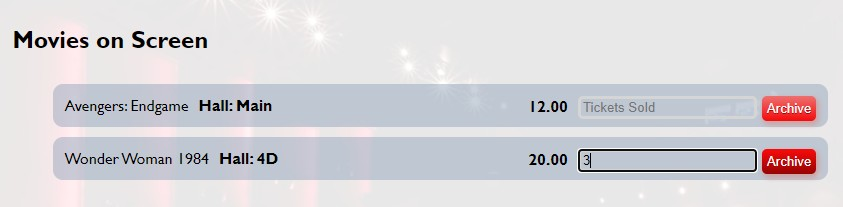 Movies on Screen
Avengers: Endgame Hall: Main 12.00 Tickets Sold Archive
Wonder Woman 1984 Hall: 4D 20.00 3 Archive